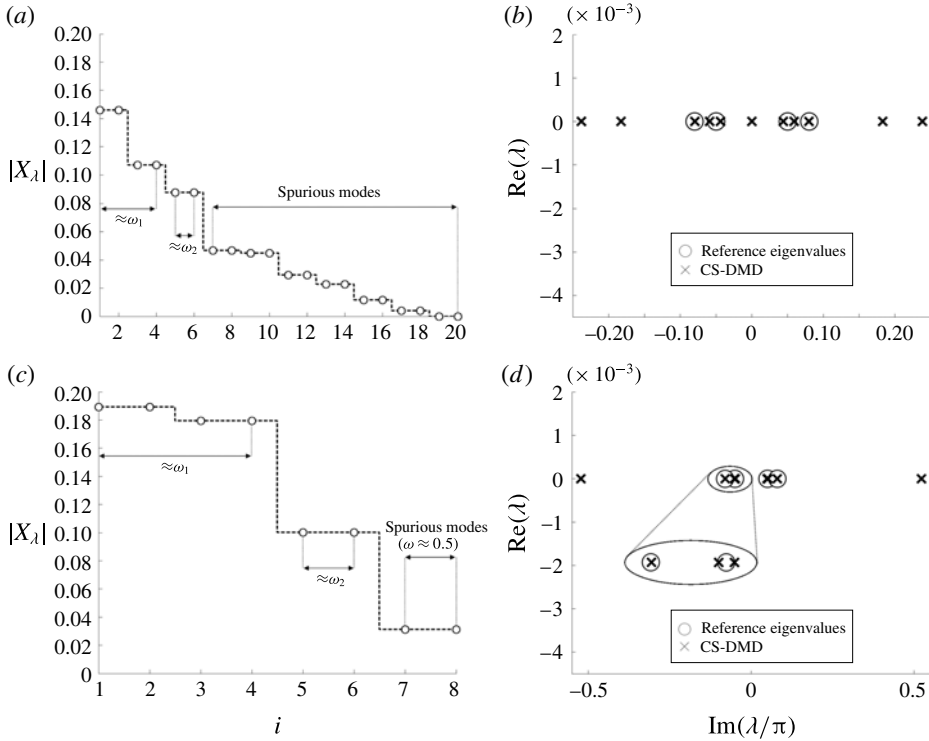 (a)
0.20
0.18
0.16
0.14
0.12
|Xλ|
0.10
0.08
0.06
0.04
0.02
0
Spurious modes
≈ω1
≈ω2
2 4 6 8 10 12 14 16 18 20
(b)
(× 10−3)
2
1
0
−1
−2
−3
−4
Re(λ)
Reference eigenvalues
CS-DMD
−0.20 −0.10 0 0.10 0.20
(c)
0.20
0.18
0.16
0.14
0.12
|Xλ|
0.10
0.08
0.06
0.04
0.02
0
≈ω1
Spurious modes
(ω ≈ 0.5)
≈ω2
1 2 3 4 5 6 7 8
i
(d)
(× 10−3)
2
1
0
−1
−2
−3
−4
Re(λ)
Reference eigenvalues
CS-DMD
−0.5 0 0.5
Im(λ/π)